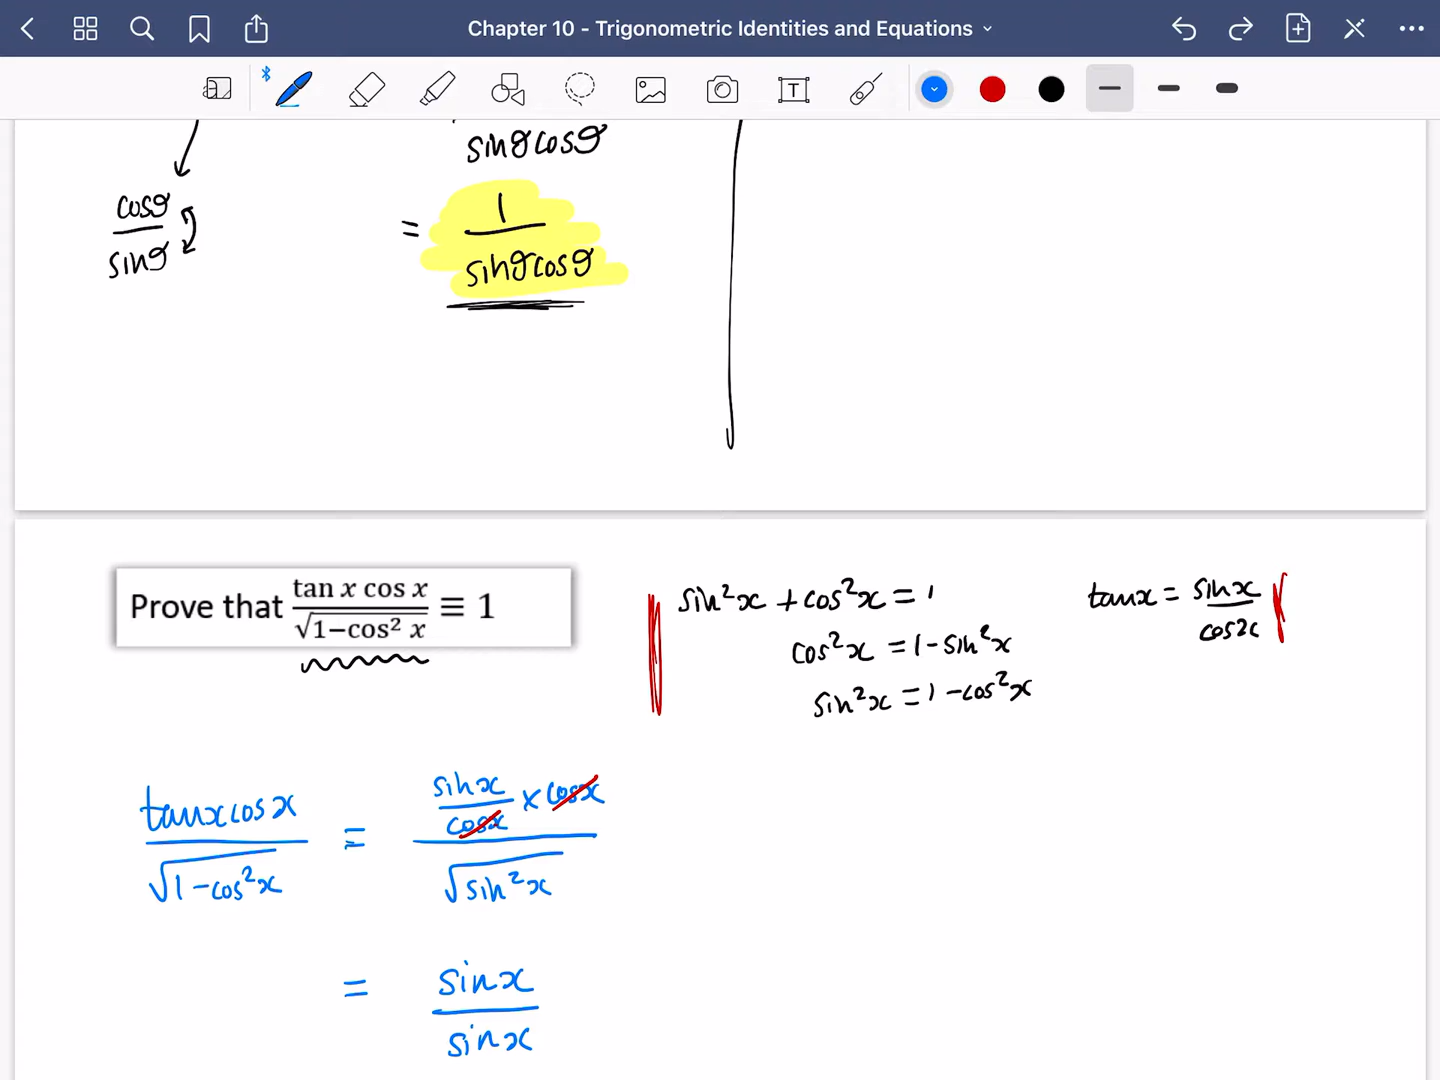 Chapter 10 - Trigonometric Identities and Equations
sinθcosθ
cosθ
sinθ
= 1
sinθcosθ
Prove that (tan x cos x)/√(1−cos² x) ≡ 1
sin²x + cos²x = 1
cos²x = 1 - sin²x
sin²x = 1 - cos²x
tanx = sinx/cosx
tanxcosx/√(1-cos²x) ≡ (sinx/cosx × cosx)/√(sin²x)
= sinx/sinx